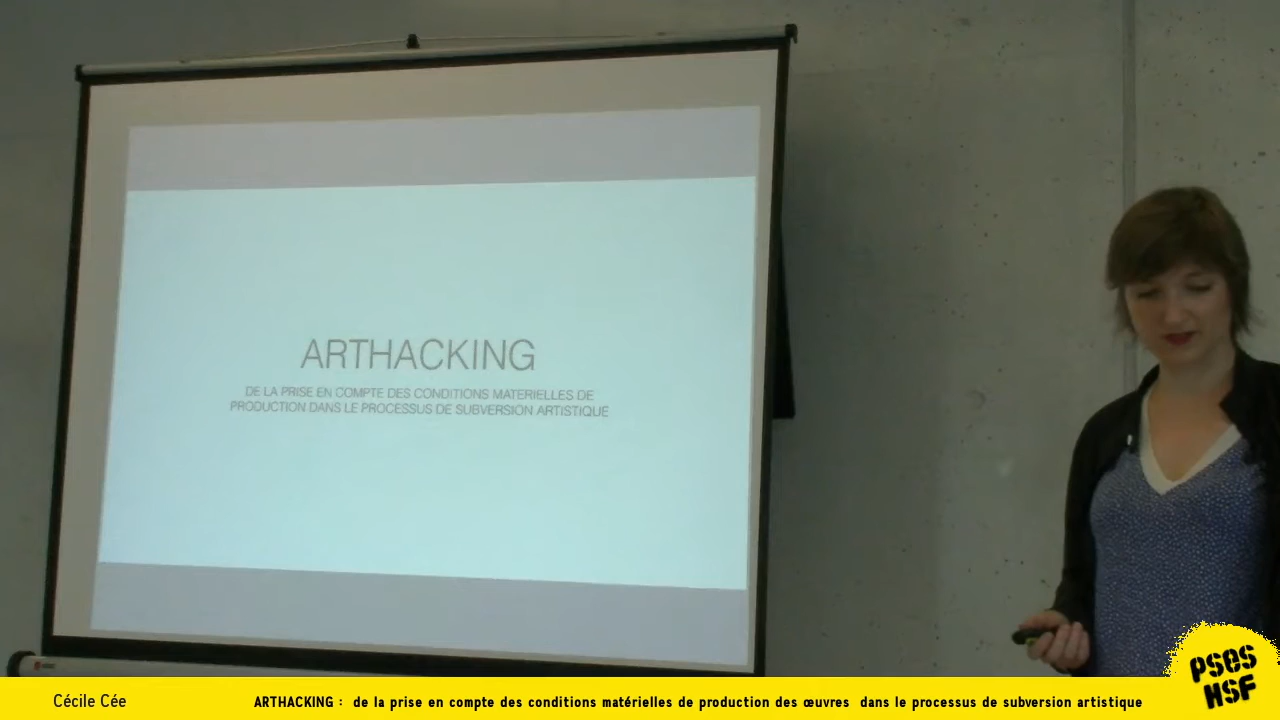 ARTHACKING
DE LA PRISE EN COMPTE DES CONDITIONS MATERIELLES DE
PRODUCTION DANS LE PROCESSUS DE SUBVERSION ARTISTIQUE
PSES
HSF
Cécile Cée
ARTHACKING : de la prise en compte des conditions matérielles de production des œuvres dans le processus de subversion artistique